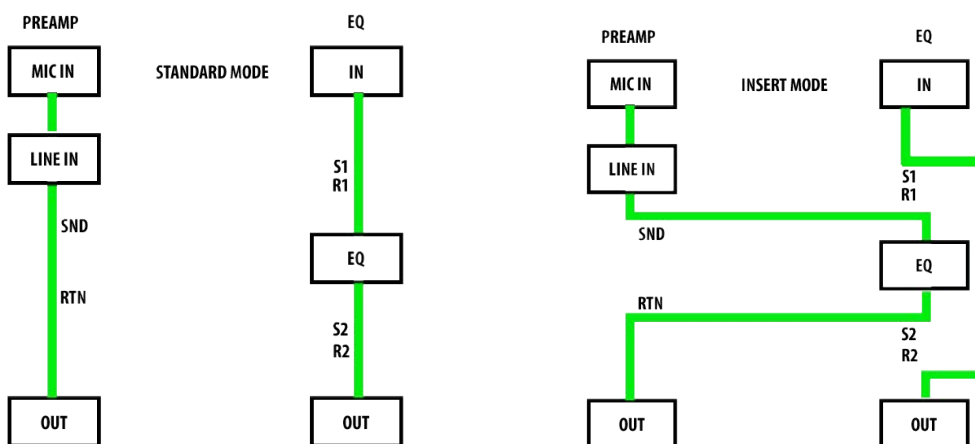 PREAMP
MIC IN
LINE IN
SND
RTN
OUT
STANDARD MODE
EQ
IN
S1
R1
EQ
S2
R2
OUT
PREAMP
MIC IN
LINE IN
SND
RTN
OUT
INSERT MODE
EQ
IN
S1
R1
EQ
S2
R2
OUT